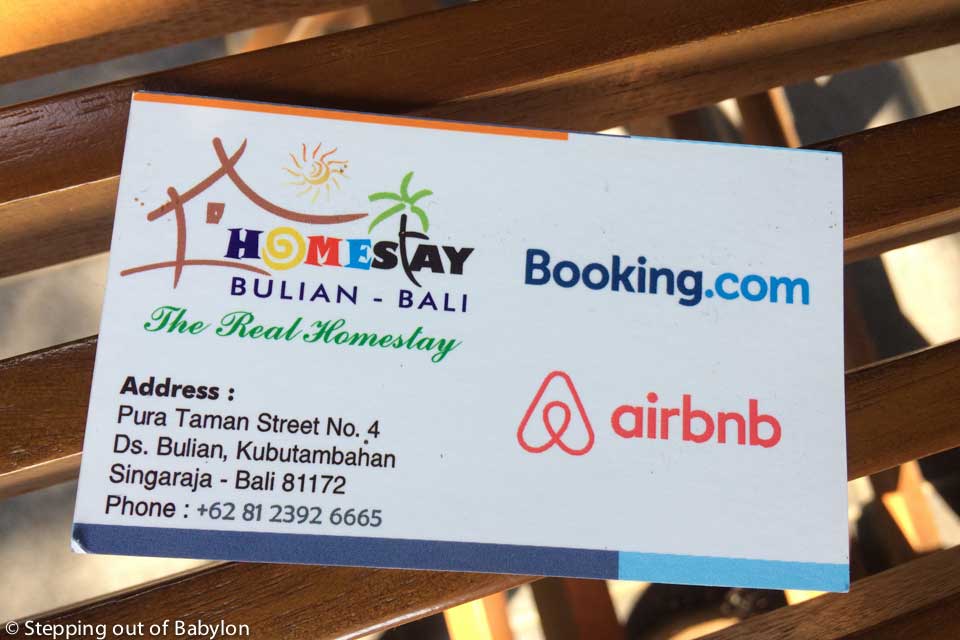 HOMESTAY
BULIAN - BALI
The Real Homestay
Address :
Pura Taman Street No. 4
Ds. Bulian, Kubutambahan
Singaraja - Bali 81172
Phone : +62 81 2392 6665
Booking.com
airbnb
© Stepping out of Babylon